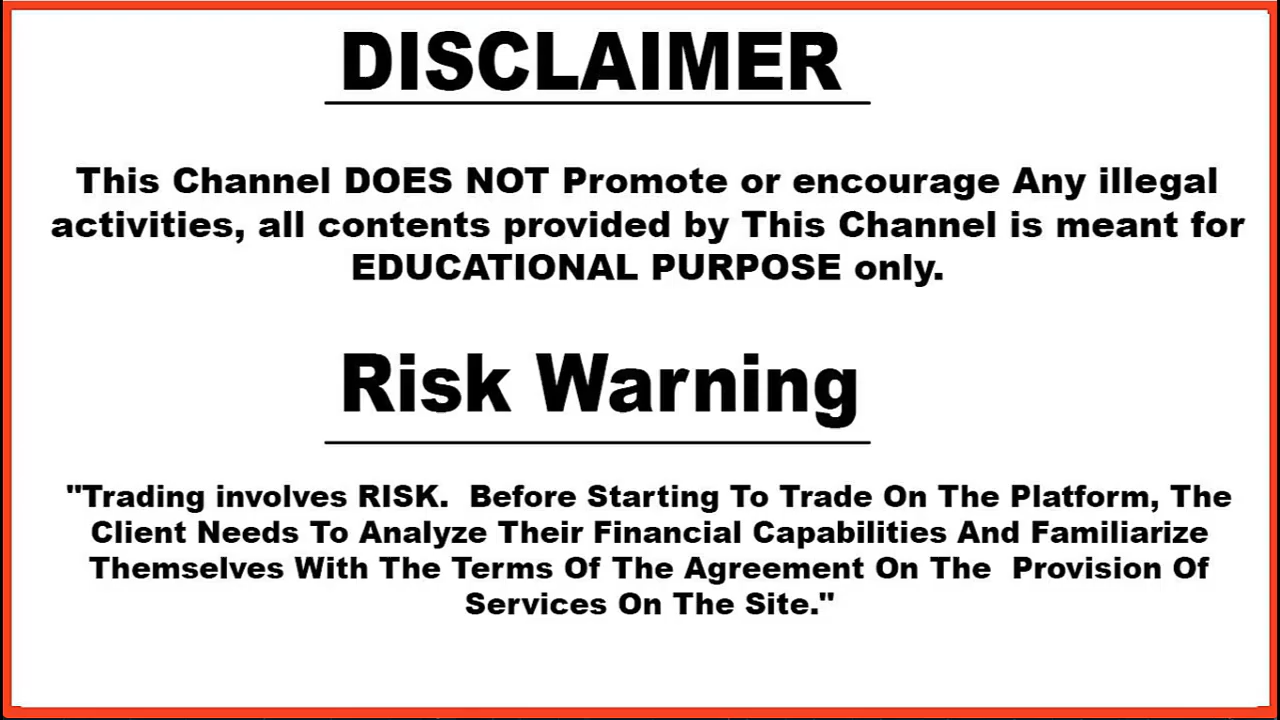 DISCLAIMER
This Channel DOES NOT Promote or encourage Any illegal
activities, all contents provided by This Channel is meant for
EDUCATIONAL PURPOSE only.
Risk Warning
"Trading involves RISK.  Before Starting To Trade On The Platform, The
Client Needs To Analyze Their Financial Capabilities And Familiarize
Themselves With The Terms Of The Agreement On The  Provision Of
Services On The Site."